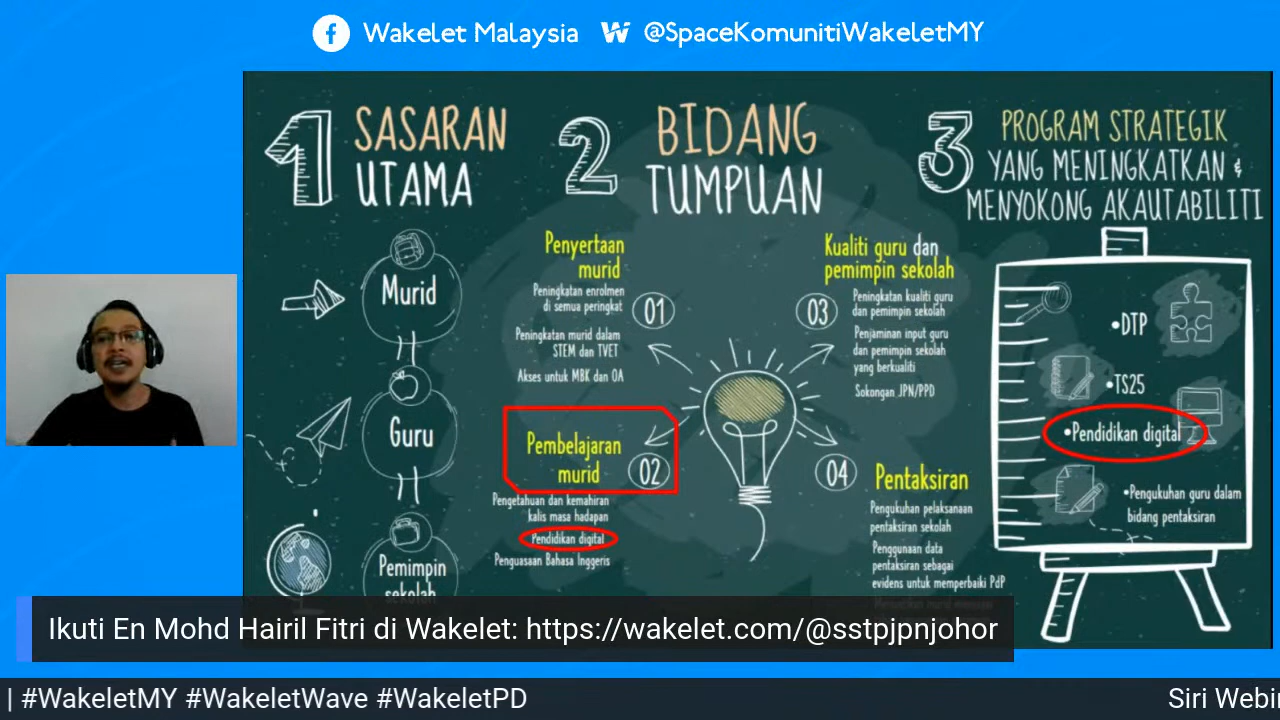 Wakelet Malaysia
@SpaceKomunitiWakeletMY
1 SASARAN
UTAMA
Murid
Guru
Pemimpin
sekolah
2 BIDANG
TUMPUAN
Penyertaan
murid
01
Peningkatan enrolmen
di semua peringkat
Peningkatan murid dalam
STEM dan TVET
Akses untuk MBK dan OA
Pembelajaran
murid
02
Pengetahuan dan kemahiran
kalis masa hadapan
Pendidikan digital
Penguasaan Bahasa Inggeris
Kualiti guru dan
pemimpin sekolah
03
Peningkatan kualiti guru
dan pemimpin sekolah
Penjaminan input guru
dan pemimpin sekolah
yang berkualiti
Sokongan JPN/PPD
04
Pentaksiran
Pengukuhan pelaksanaan
pentaksiran sekolah
Penggunaan data
pentaksiran sebagai
evidens untuk memperbaiki PdP
3 PROGRAM STRATEGIK
YANG MENINGKATKAN &
MENYOKONG AKAUTABILITI
•DTP
•TS25
•Pendidikan digital
•Pengukuhan guru dalam
bidang pentaksiran
Ikuti En Mohd Hairil Fitri di Wakelet: https://wakelet.com/@sstpjpnjohor
| #WakeletMY #WakeletWave #WakeletPD
Siri Webi